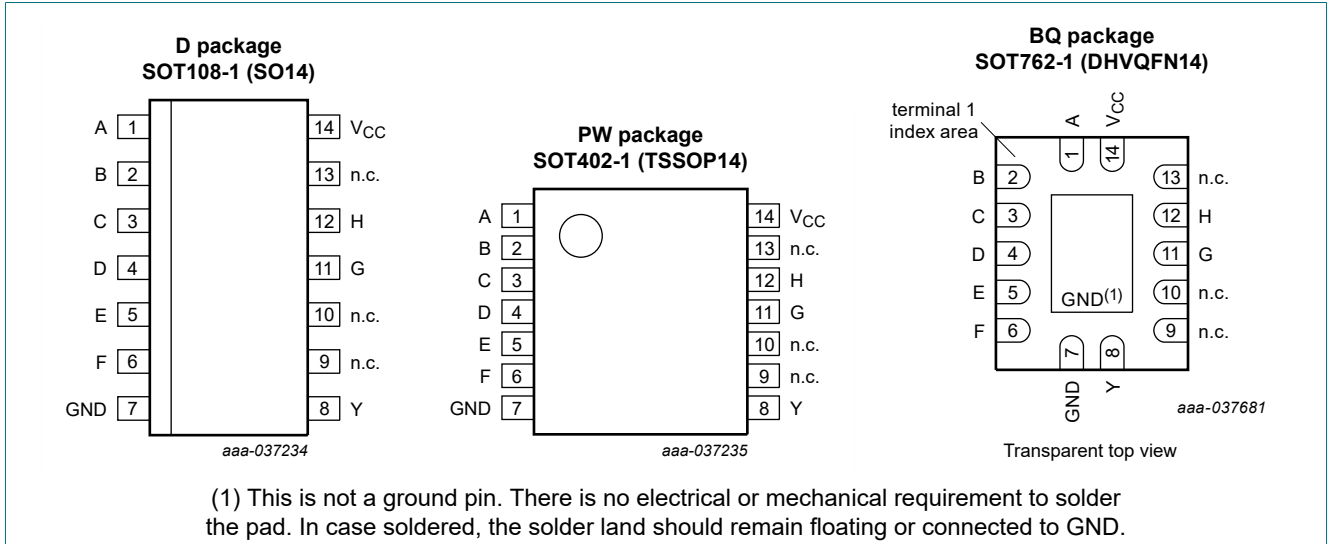 D package
SOT108-1 (SO14)
A 1
B 2
C 3
D 4
E 5
F 6
GND 7
14 VCC
13 n.c.
12 H
11 G
10 n.c.
9 n.c.
8 Y
aaa-037234
PW package
SOT402-1 (TSSOP14)
A 1
B 2
C 3
D 4
E 5
F 6
GND 7
14 VCC
13 n.c.
12 H
11 G
10 n.c.
9 n.c.
8 Y
aaa-037235
BQ package
SOT762-1 (DHVQFN14)
terminal 1
index area
A
VCC
1
14
B 2
C 3
D 4
E 5
F 6
13 n.c.
12 H
11 G
10 n.c.
9 n.c.
GND(1)
7
8
GND
Y
aaa-037681
Transparent top view
(1) This is not a ground pin. There is no electrical or mechanical requirement to solder
the pad. In case soldered, the solder land should remain floating or connected to GND.